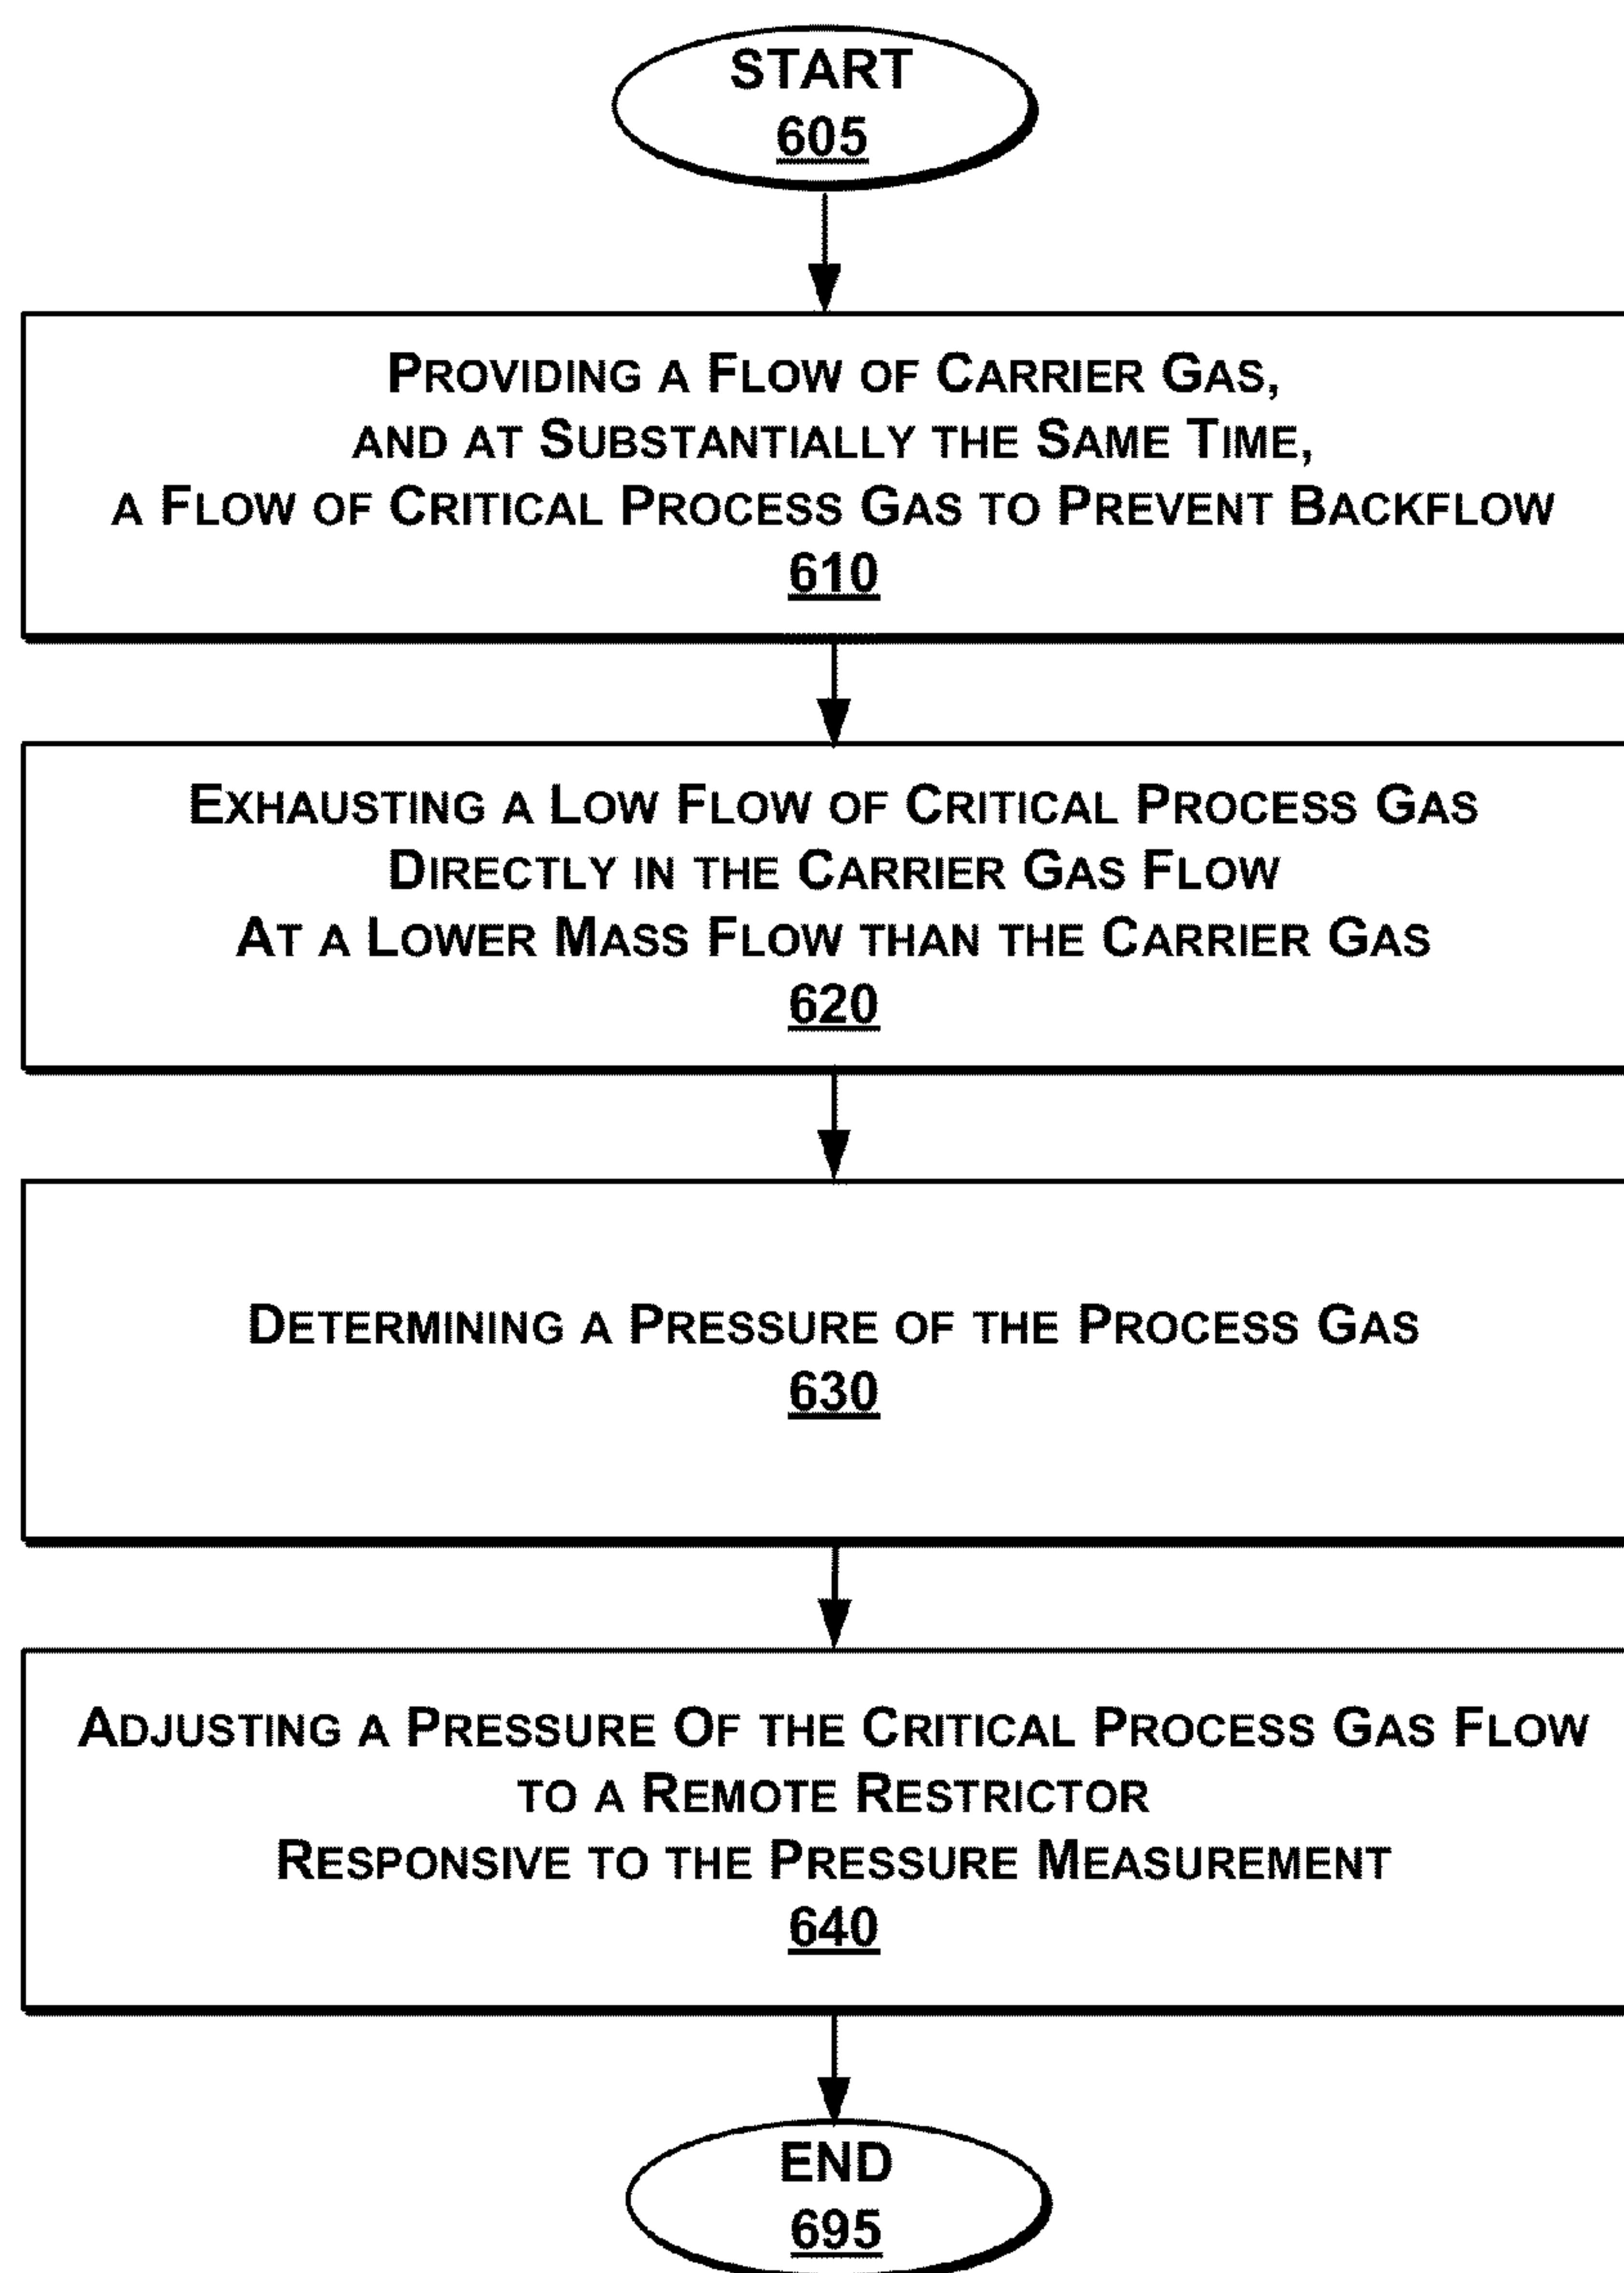 START
605
PROVIDING A FLOW OF CARRIER GAS,
AND AT SUBSTANTIALLY THE SAME TIME,
A FLOW OF CRITICAL PROCESS GAS TO PREVENT BACKFLOW
610
EXHAUSTING A LOW FLOW OF CRITICAL PROCESS GAS
DIRECTLY IN THE CARRIER GAS FLOW
AT A LOWER MASS FLOW THAN THE CARRIER GAS
620
DETERMINING A PRESSURE OF THE PROCESS GAS
630
ADJUSTING A PRESSURE OF THE CRITICAL PROCESS GAS FLOW
TO A REMOTE RESTRICTOR
RESPONSIVE TO THE PRESSURE MEASUREMENT
640
END
695